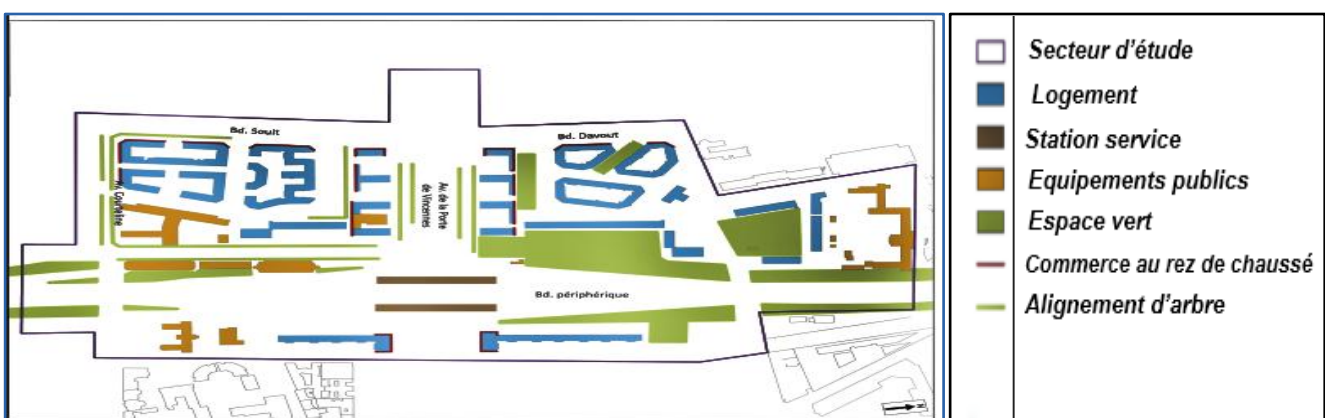 Bd. Soult
Bd. Davout
Av. Courteline
Av. de la Porte
de Vincennes
Bd. périphérique
Secteur d'étude
Logement
Station service
Equipements publics
Espace vert
Commerce au rez de chaussé
Alignement d'arbre